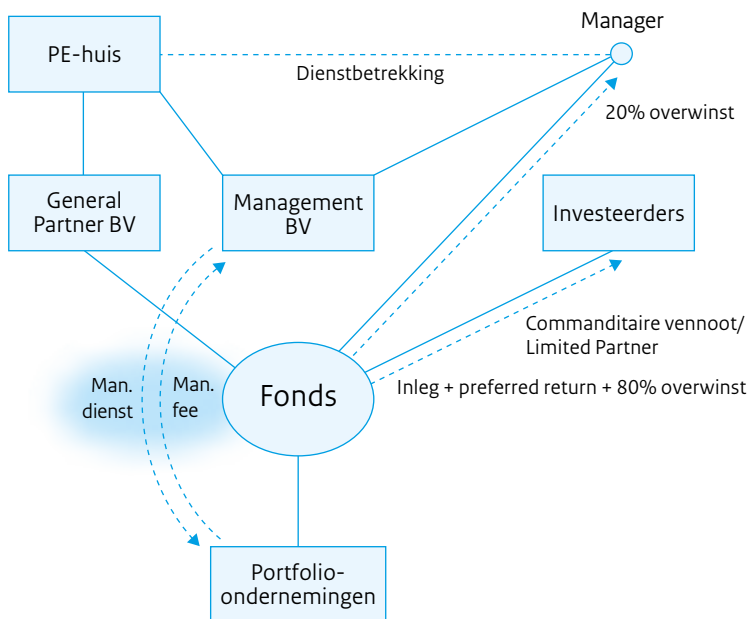 Manager
PE-huis
Dienstbetrekking
20% overwinst
General
Partner BV
Management
BV
Investeerders
Commanditaire vennoot/
Limited Partner
Man.
dienst
Man.
fee
Fonds
Inleg + preferred return + 80% overwinst
Portfolio-
ondernemingen